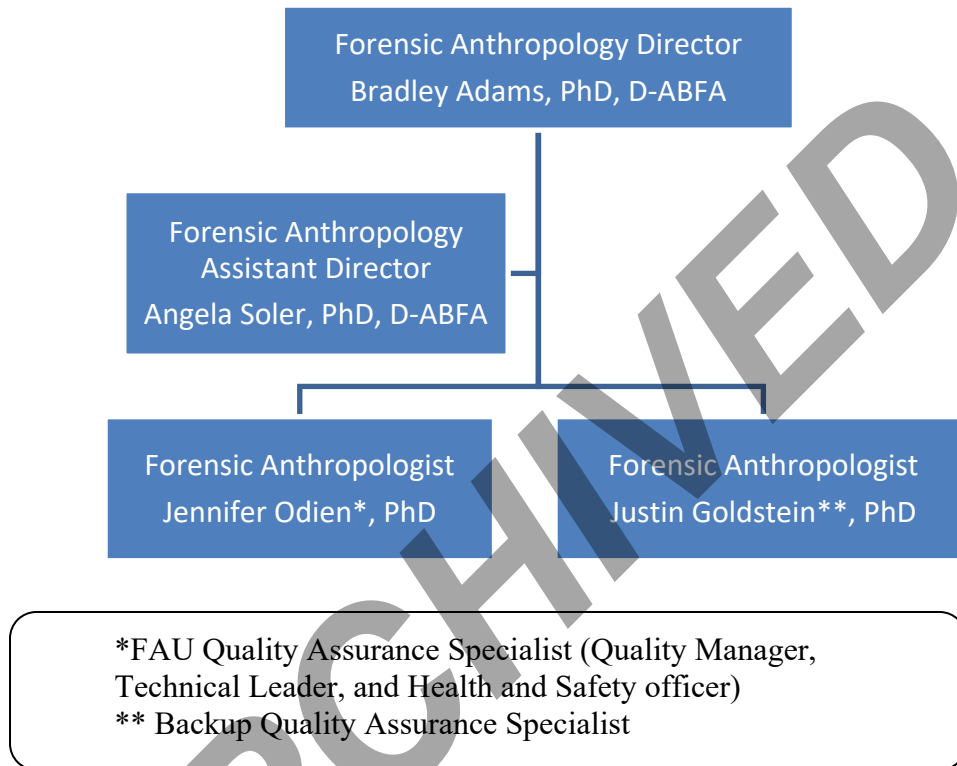 Forensic Anthropology Director
Bradley Adams, PhD, D-ABFA
Forensic Anthropology
Assistant Director
Angela Soler, PhD, D-ABFA
Forensic Anthropologist
Jennifer Odien*, PhD
Forensic Anthropologist
Justin Goldstein**, PhD
*FAU Quality Assurance Specialist (Quality Manager,
Technical Leader, and Health and Safety officer)
** Backup Quality Assurance Specialist
ARCHIVED